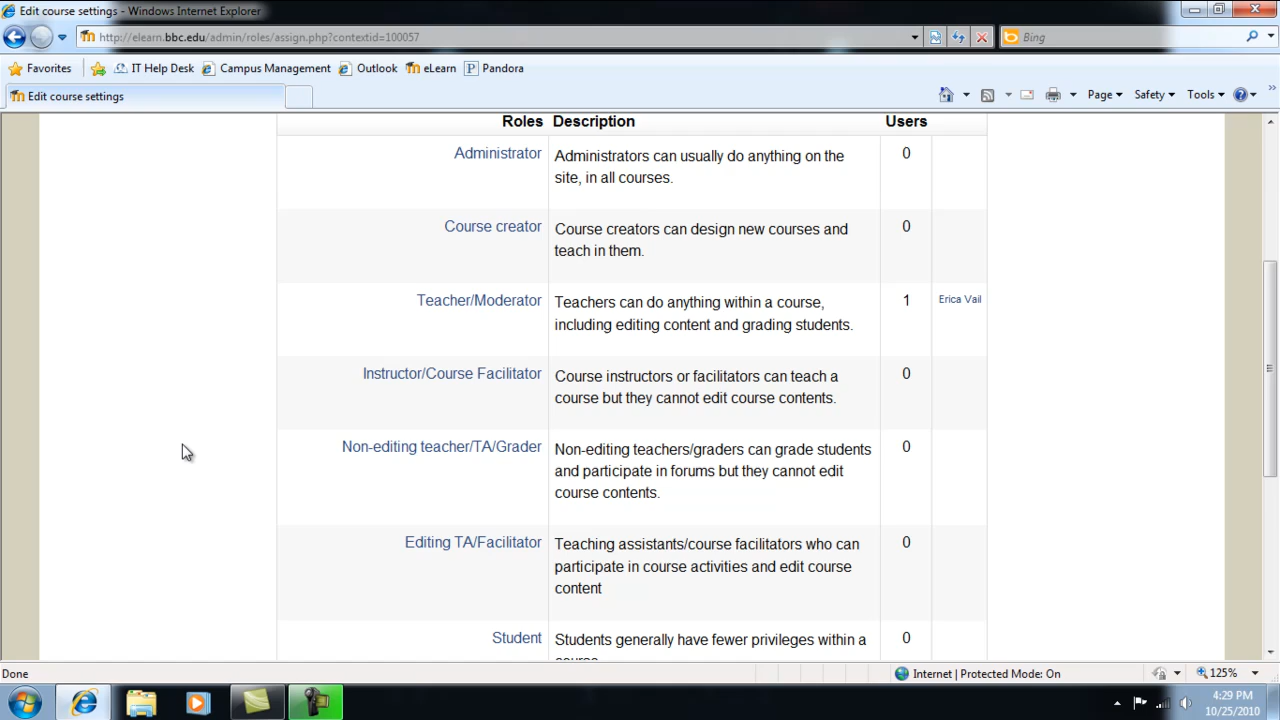 Edit course settings - Windows Internet Explorer
http://elearn.bbc.edu/admin/roles/assign.php?contextid=100057
Bing
Favorites IT Help Desk Campus Management Outlook eLearn Pandora
Edit course settings
Page Safety Tools
Roles Description Users
Administrator Administrators can usually do anything on the 0
site, in all courses.
Course creator Course creators can design new courses and 0
teach in them.
Teacher/Moderator Teachers can do anything within a course, 1 Erica Vail
including editing content and grading students.
Instructor/Course Facilitator Course instructors or facilitators can teach a 0
course but they cannot edit course contents.
Non-editing teacher/TA/Grader Non-editing teachers/graders can grade students 0
and participate in forums but they cannot edit
course contents.
Editing TA/Facilitator Teaching assistants/course facilitators who can 0
participate in course activities and edit course
content
Student Students generally have fewer privileges within a 0
Done Internet | Protected Mode: On 125%
4:29 PM
10/25/2010